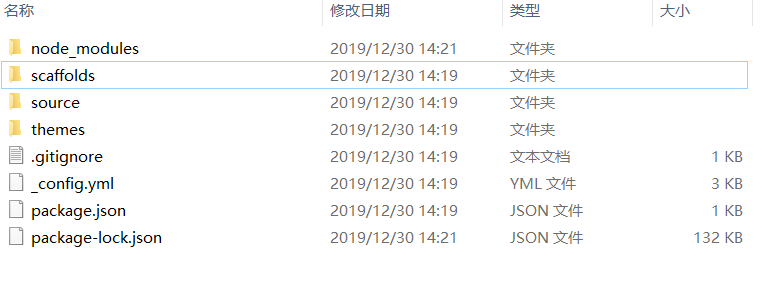 名称 修改日期 类型 大小
node_modules 2019/12/30 14:21 文件夹
scaffolds 2019/12/30 14:19 文件夹
source 2019/12/30 14:19 文件夹
themes 2019/12/30 14:19 文件夹
.gitignore 2019/12/30 14:19 文本文档 1 KB
_config.yml 2019/12/30 14:19 YML 文件 3 KB
package.json 2019/12/30 14:19 JSON 文件 1 KB
package-lock.json 2019/12/30 14:21 JSON 文件 132 KB